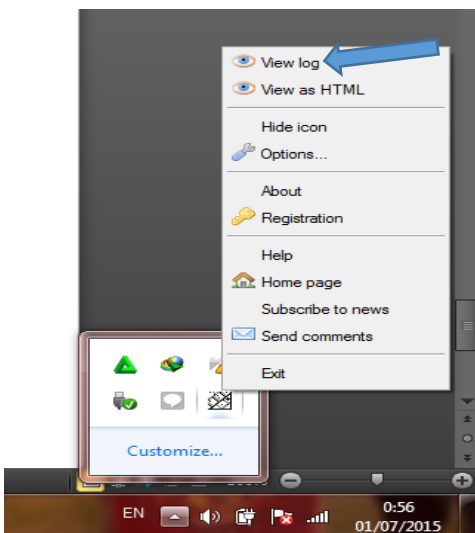 View log
View as HTML
Hide icon
Options...
About
Registration
Help
Home page
Subscribe to news
Send comments
Exit
Customize...
EN
0:56
01/07/2015